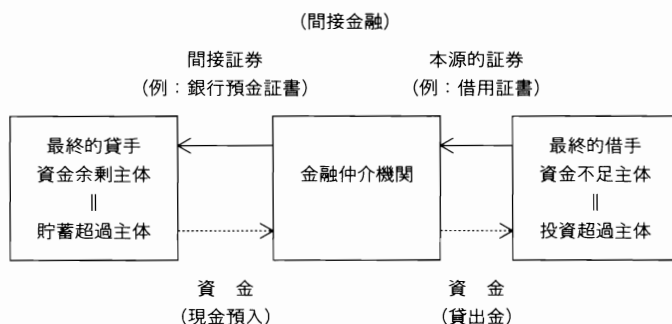 (間接金融)
間接証券
(例：銀行預金証書)
本源的証券
(例：借用証書)
最終的貸手
資金余剰主体
‖
貯蓄超過主体
金融仲介機関
最終的借手
資金不足主体
‖
投資超過主体
資　金
(現金預入)
資　金
(貸出金)